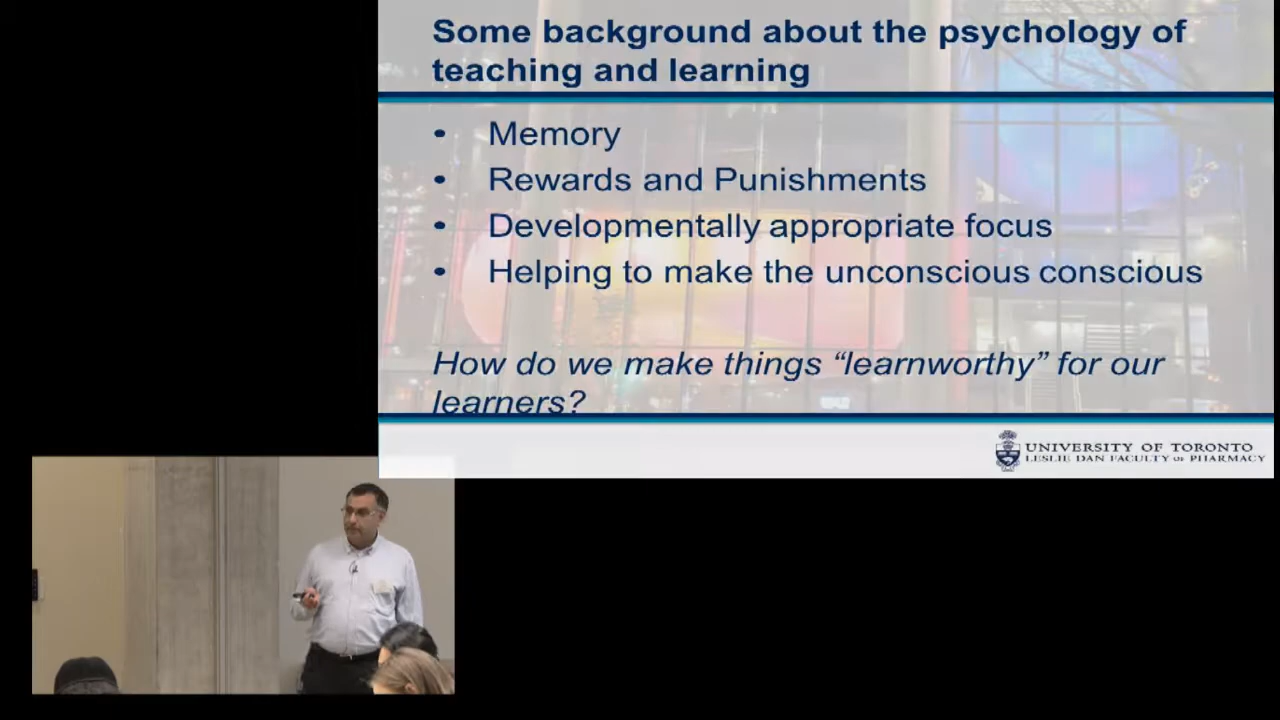 Some background about the psychology of
teaching and learning
• Memory
• Rewards and Punishments
• Developmentally appropriate focus
• Helping to make the unconscious conscious
How do we make things “learnworthy” for our
learners?
UNIVERSITY OF TORONTO
LESLIE DAN FACULTY OF PHARMACY